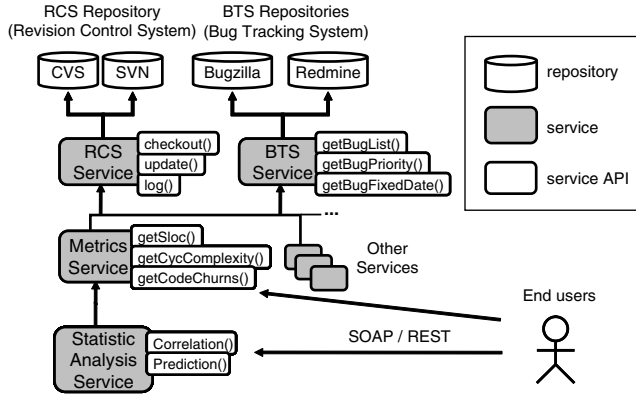 RCS Repository
(Revision Control System)
BTS Repositories
(Bug Tracking System)
CVS
SVN
Bugzilla
Redmine
repository
service
service API
RCS
Service
checkout()
update()
log()
BTS
Service
getBugList()
getBugPriority()
getBugFixedDate()
...
Metrics
Service
getSloc()
getCycComplexity()
getCodeChurns()
Other
Services
End users
SOAP / REST
Statistic
Analysis
Service
Correlation()
Prediction()